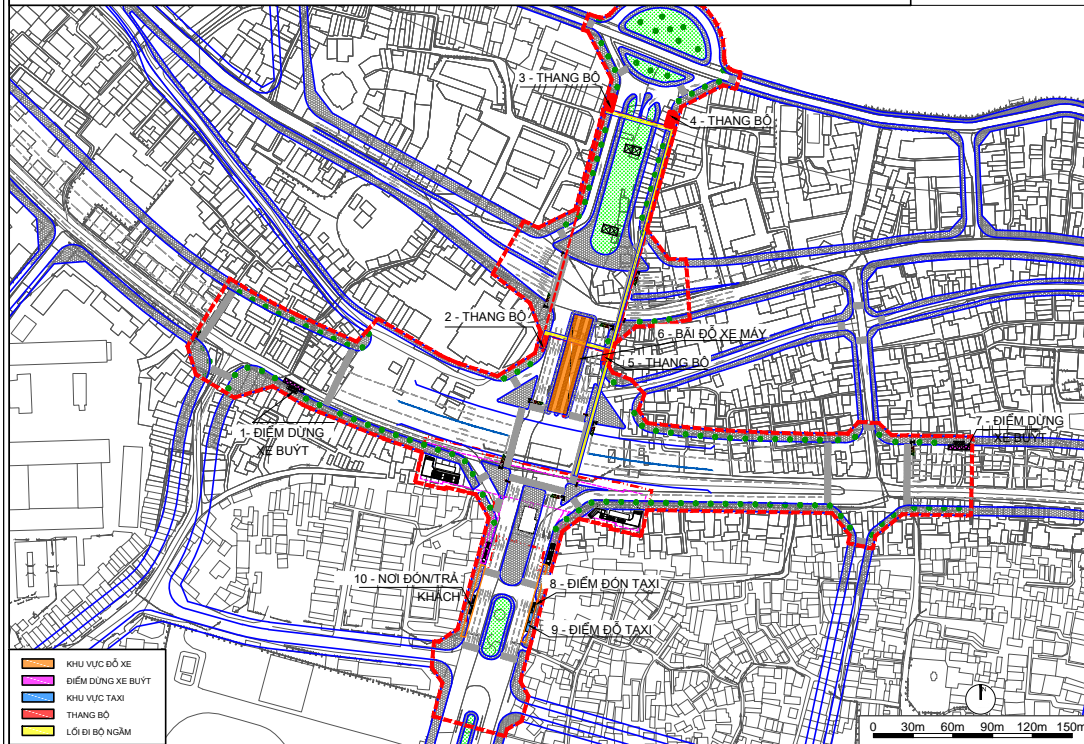 3 - THANG BỘ
4 - THANG BỘ
2 - THANG BỘ
6 - BÃI ĐỖ XE MÁY
5 - THANG BỘ
1 - ĐIỂM DỪNG
XE BUÝT
7 - ĐIỂM DỪNG
XE BUÝT
10 - NƠI ĐÓN/TRẢ
KHÁCH
8 - ĐIỂM ĐÓN TAXI
9 - ĐIỂM ĐỖ TAXI
KHU VỰC ĐỖ XE
ĐIỂM DỪNG XE BUÝT
KHU VỰC TAXI
THANG BỘ
LỐI ĐI BỘ NGẦM
0 30m 60m 90m 120m 150m